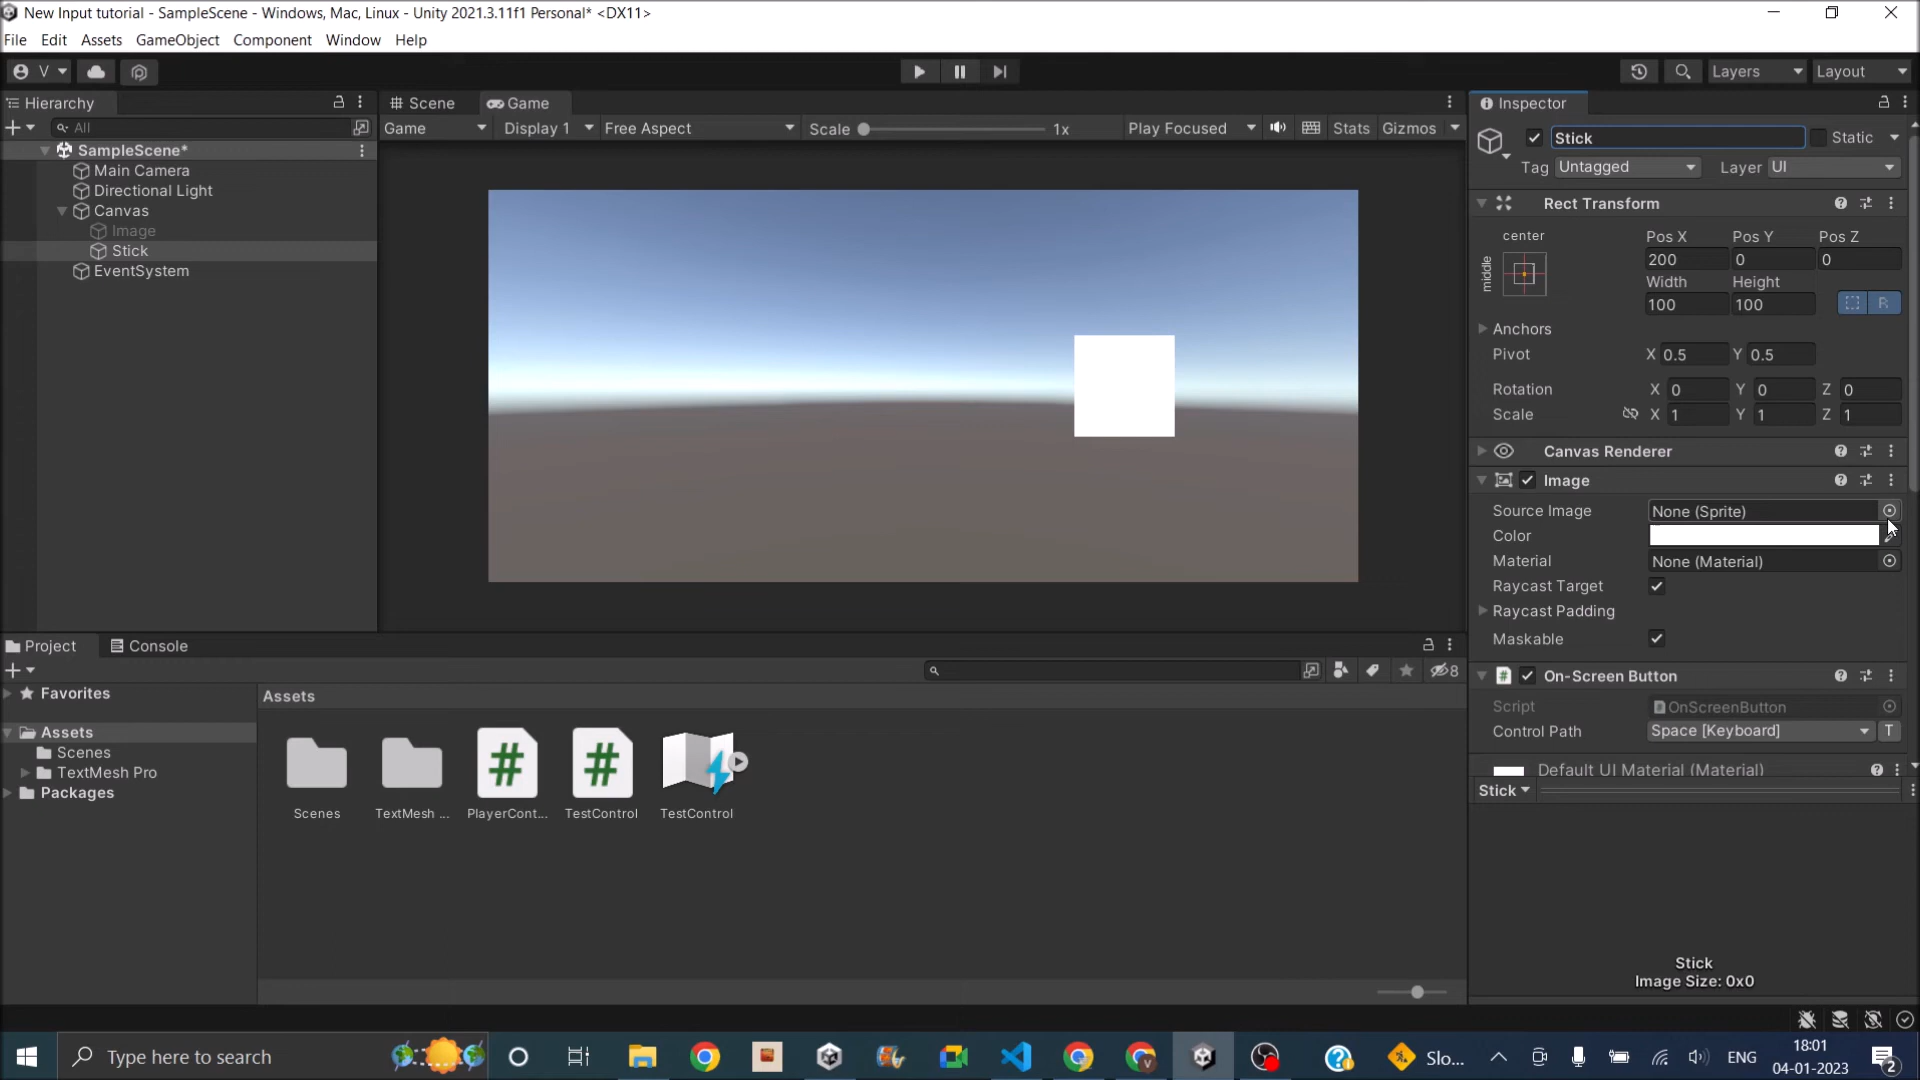 New Input tutorial - SampleScene - Windows, Mac, Linux - Unity 2021.3.11f1 Personal* <DX11>
File Edit Assets GameObject Component Window Help
V Layers Layout
Hierarchy
All
SampleScene*
Main Camera
Directional Light
Canvas
Image
Stick
EventSystem
Scene Game
Game Display 1 Free Aspect Scale 1x Play Focused Stats Gizmos
Inspector
Stick Static
Tag Untagged Layer UI
Rect Transform
center Pos X Pos Y Pos Z
middle 200 0 0
Width Height
100 100 R
Anchors
Pivot X 0.5 Y 0.5
Rotation X 0 Y 0 Z 0
Scale X 1 Y 1 Z 1
Canvas Renderer
Image
Source Image None (Sprite)
Color
Material None (Material)
Raycast Target
Raycast Padding
Maskable
On-Screen Button
Script OnScreenButton
Control Path Space [Keyboard] T
Default UI Material (Material)
Stick
Stick
Image Size: 0x0
Project Console
8
Favorites
Assets
Scenes
TextMesh Pro
Packages
Assets
Scenes TextMesh ... PlayerCont... TestControl TestControl
Type here to search
Slo... ENG 18:01
04-01-2023 2